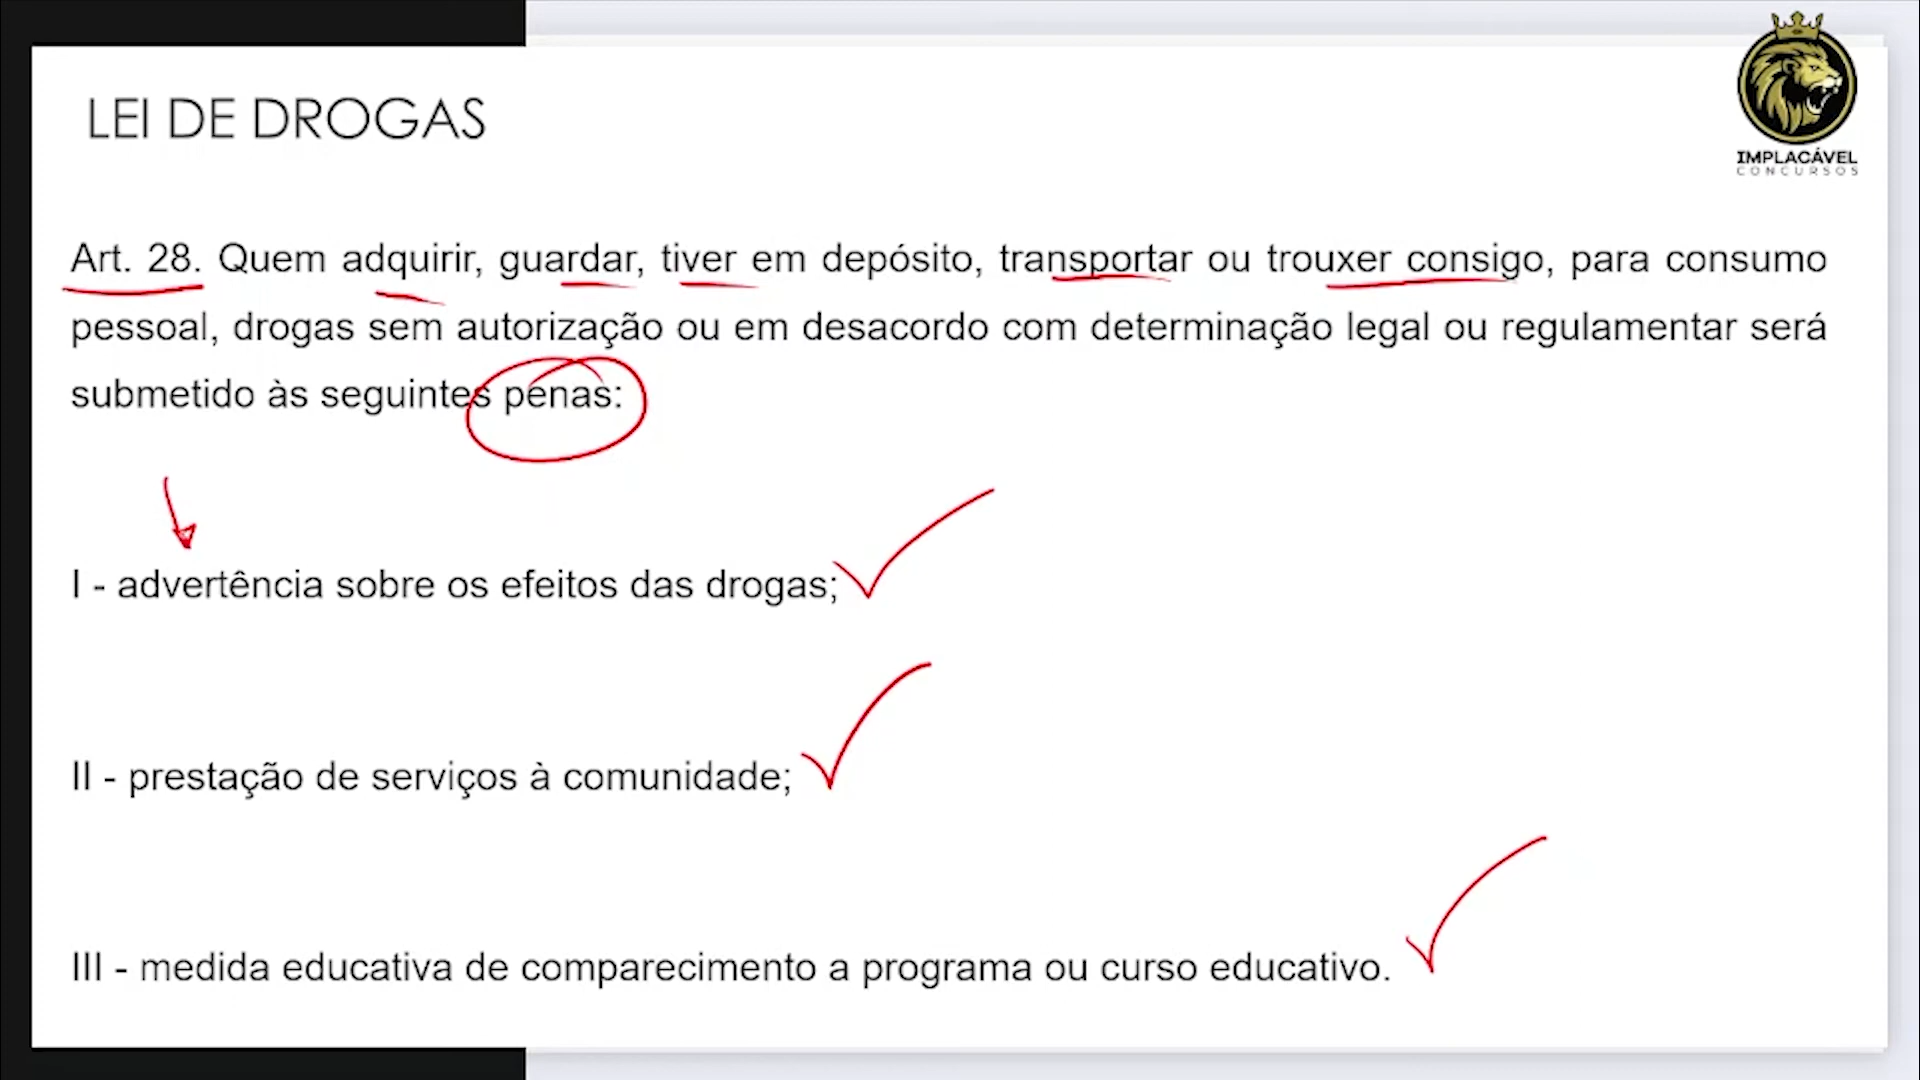 IMPLACÁVEL
CONCURSOS
LEI DE DROGAS
Art. 28. Quem adquirir, guardar, tiver em depósito, transportar ou trouxer consigo, para consumo
pessoal, drogas sem autorização ou em desacordo com determinação legal ou regulamentar será
submetido às seguintes penas:
I - advertência sobre os efeitos das drogas;
II - prestação de serviços à comunidade;
III - medida educativa de comparecimento a programa ou curso educativo.